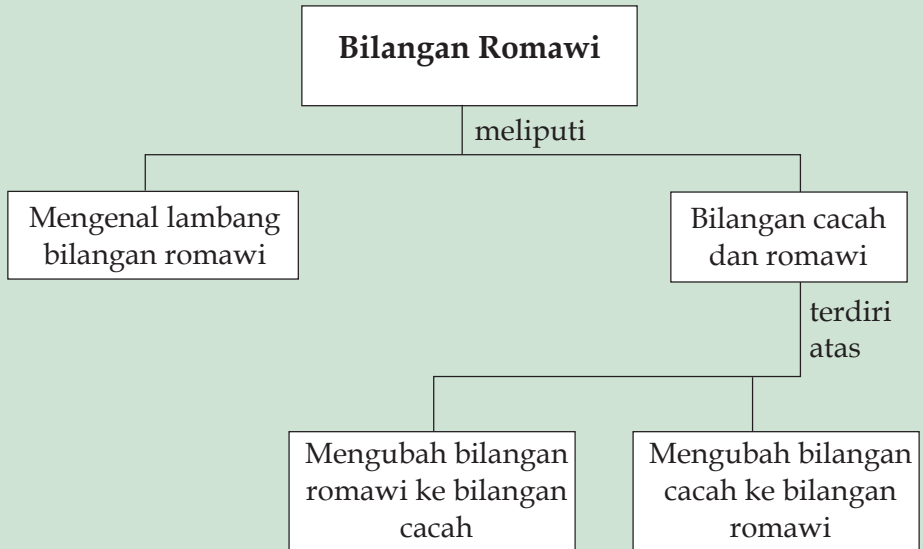 Bilangan Romawi
meliputi
Mengenal lambang
bilangan romawi
Bilangan cacah
dan romawi
terdiri
atas
Mengubah bilangan
romawi ke bilangan
cacah
Mengubah bilangan
cacah ke bilangan
romawi